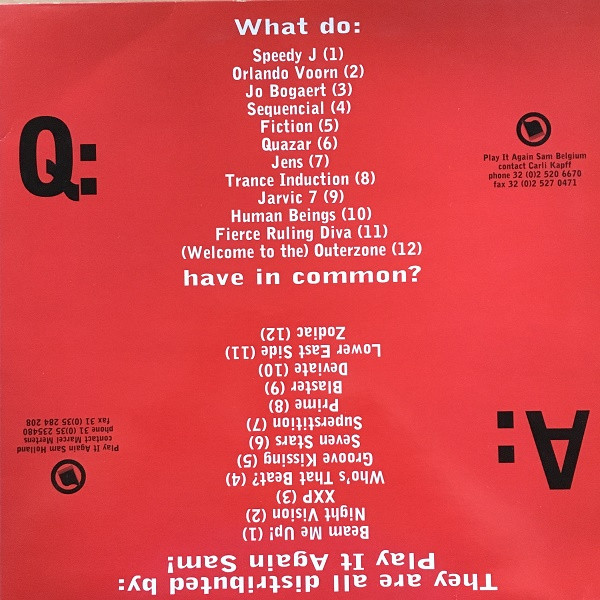 What do:
Speedy J (1)
Orlando Voorn (2)
Jo Bogaert (3)
Sequencial (4)
Fiction (5)
Quazar (6)
Jens (7)
Trance Induction (8)
Jarvic 7 (9)
Human Beings (10)
Fierce Ruling Diva (11)
(Welcome to the) Outerzone (12)
have in common?
Q:
Play It Again Sam Belgium
contact Carli Kapff
phone 32 (0)2 520 6670
fax 32 (0)2 527 0471
A:
They are all distributed by:
Play It Again Sam!
Beam Me Up! (1)
Night Vision (2)
XXP (3)
Who's That Beat? (4)
Groove Kissing (5)
Seven Stars (6)
Superstition (7)
Prime (8)
Blaster (9)
Deviate (10)
Lower East Side (11)
Zodiac (12)
Play It Again Sam Holland
contact Marcel Mertens
phone 31 (0)35 235480
fax 31 (0)35 284 208